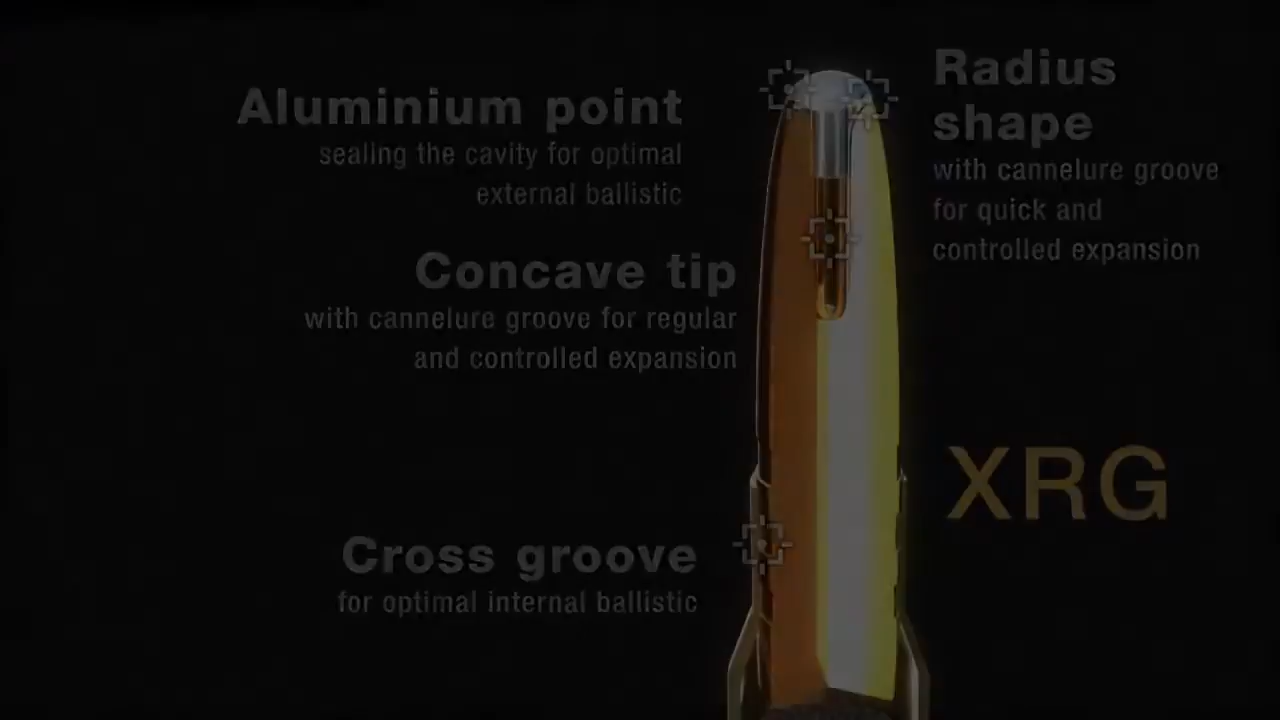 Aluminium point
sealing the cavity for optimal
external ballistic
Radius
shape
with cannelure groove
for quick and
controlled expansion
Concave tip
with cannelure groove for regular
and controlled expansion
XRG
Cross groove
for optimal internal ballistic